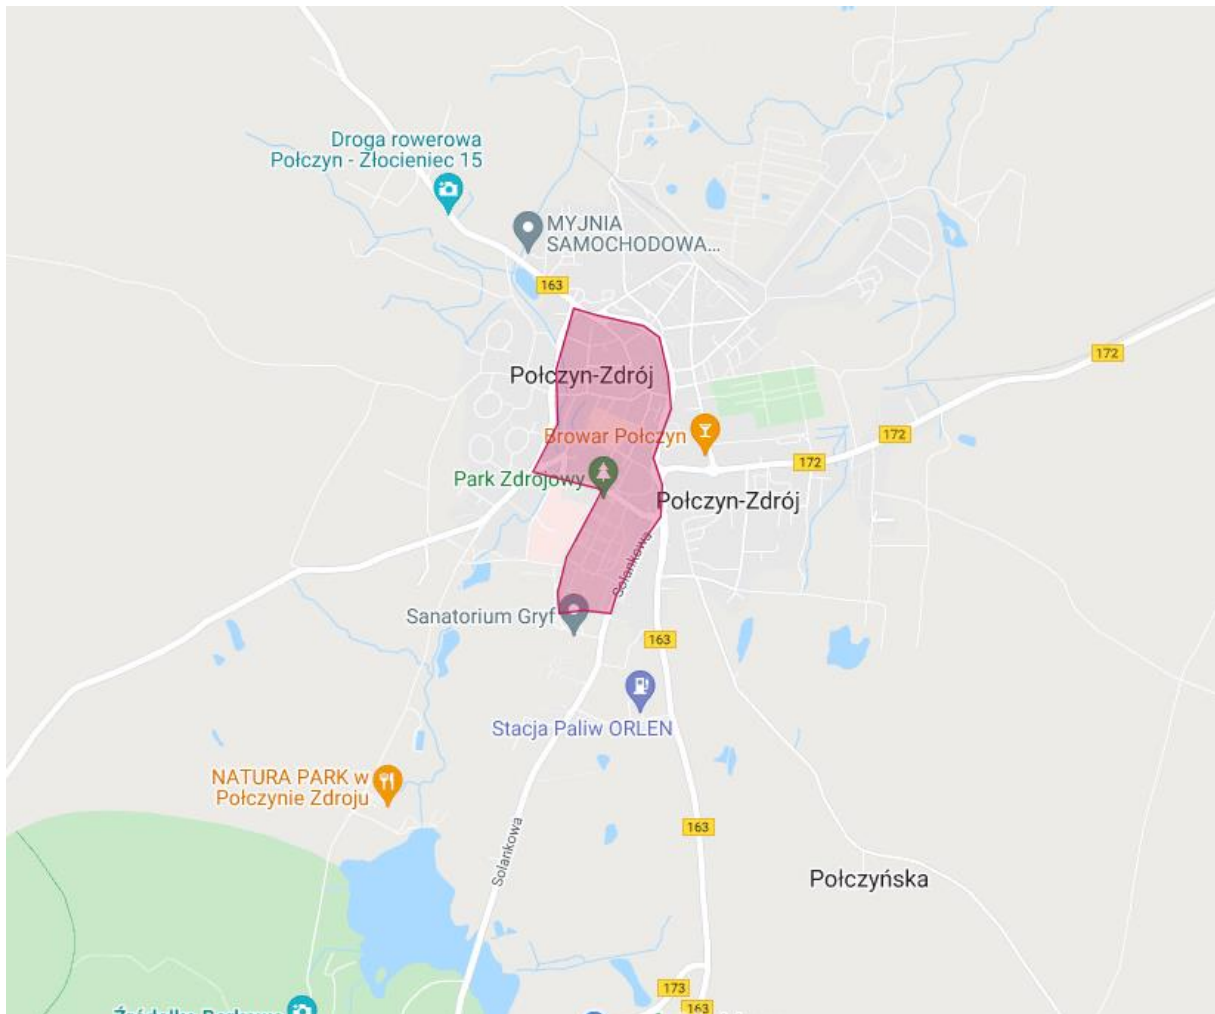 Droga rowerowa
Połczyn - Złocieniec 15
MYJNIA
SAMOCHODOWA...
163
172
Połczyn-Zdrój
172
Browar Połczyn
172
Park Zdrojowy
Połczyn-Zdrój
Solankowa
Sanatorium Gryf
163
Stacja Paliw ORLEN
NATURA PARK w
Połczynie Zdroju
163
Solankowa
Połczyńska
173
163